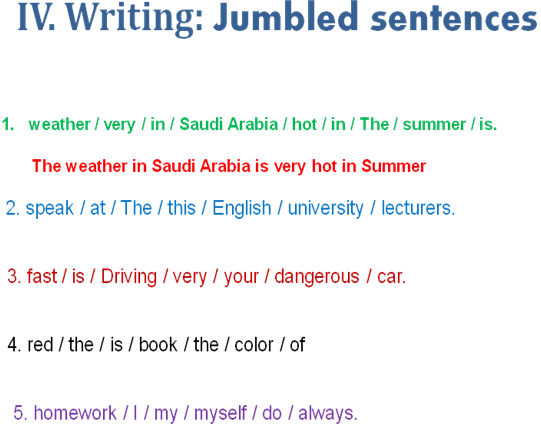 IV. Writing: Jumbled sentences
1. weather / very / in / Saudi Arabia / hot / in / The / summer / is.
The weather in Saudi Arabia is very hot in Summer
2. speak / at / The / this / English / university / lecturers.
3. fast / is / Driving / very / your / dangerous / car.
4. red / the / is / book / the / color / of
5. homework / I / my / myself / do / always.